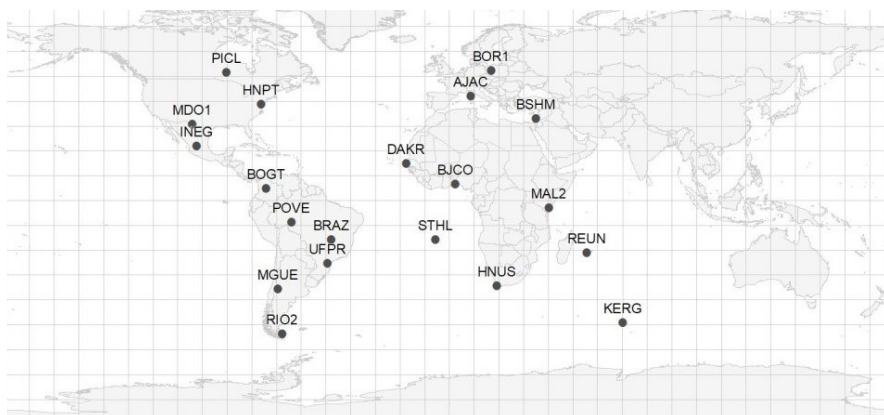 PICL
BOR1
AJAC
HNPT
BSHM
MDO1
INEG
DAKR
BJCO
BOGT
MAL2
POVE
BRAZ
STHL
REUN
UFPR
HNUS
MGUE
KERG
RIO2